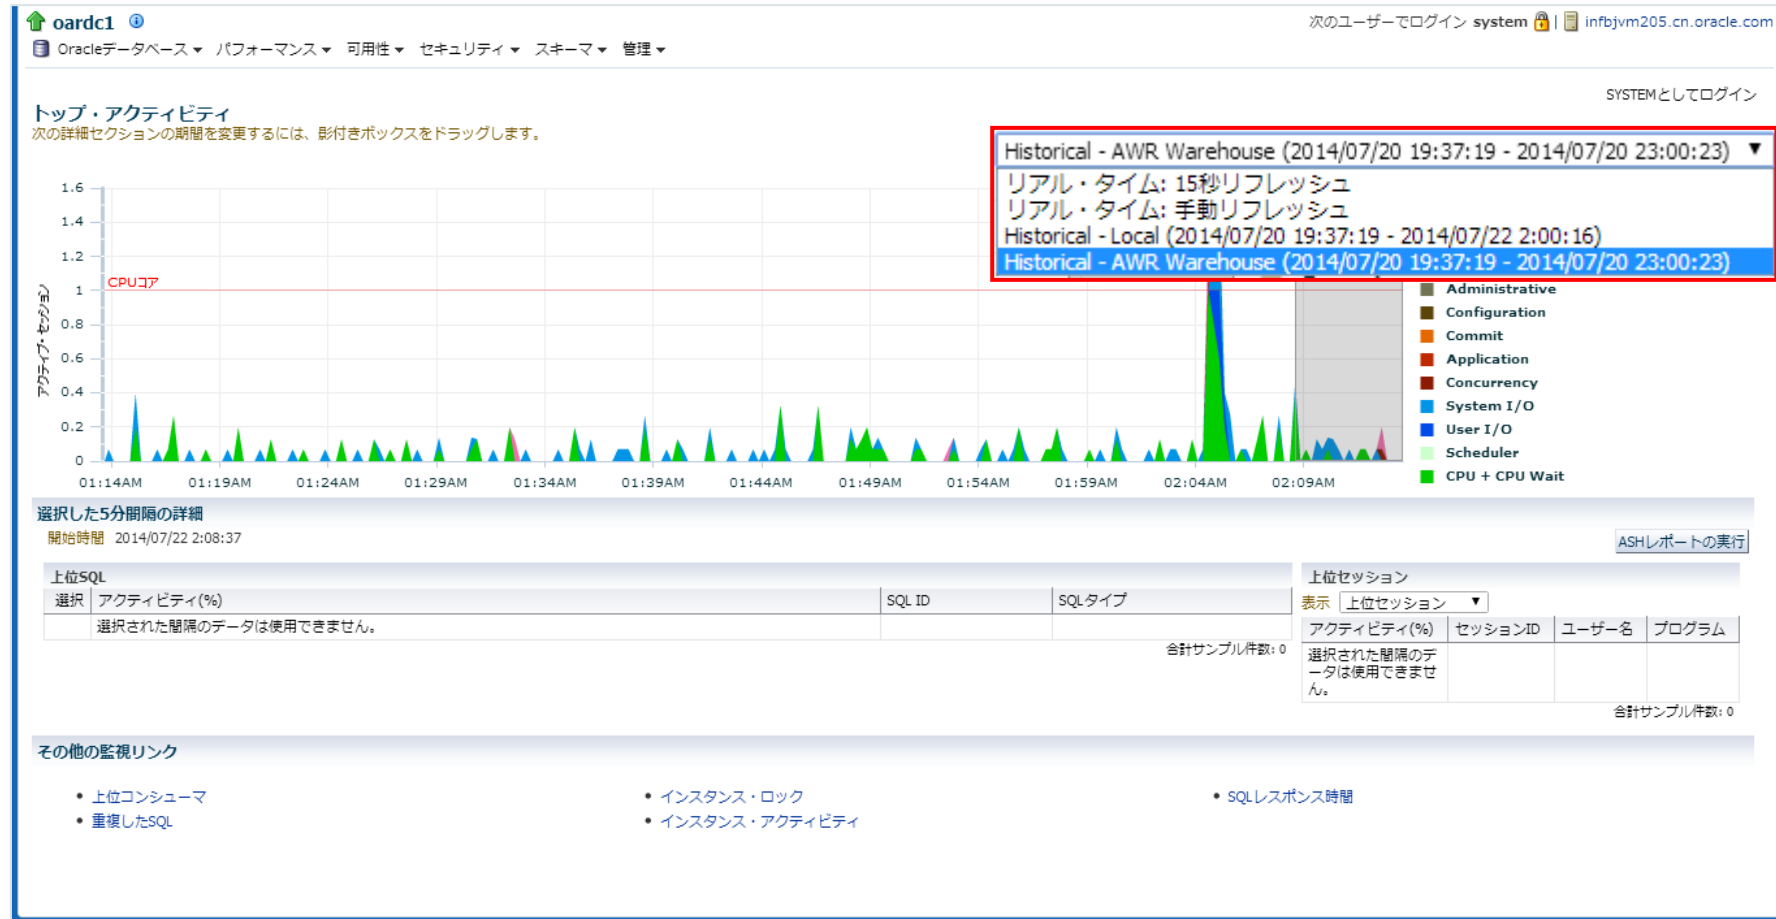 oardc1
次のユーザーでログイン system
infbjvm205.cn.oracle.com
Oracleデータベース パフォーマンス 可用性 セキュリティ スキーマ 管理
SYSTEMとしてログイン
トップ・アクティビティ
次の詳細セクションの期間を変更するには、影付きボックスをドラッグします。
Historical - AWR Warehouse (2014/07/20 19:37:19 - 2014/07/20 23:00:23)
リアル・タイム: 15秒リフレッシュ
リアル・タイム: 手動リフレッシュ
Historical - Local (2014/07/20 19:37:19 - 2014/07/22 2:00:16)
Historical - AWR Warehouse (2014/07/20 19:37:19 - 2014/07/20 23:00:23)
アクティブ・セッション
1.6
1.4
1.2
1
0.8
0.6
0.4
0.2
0
CPUコア
01:14AM 01:19AM 01:24AM 01:29AM 01:34AM 01:39AM 01:44AM 01:49AM 01:54AM 01:59AM 02:04AM 02:09AM
Administrative
Configuration
Commit
Application
Concurrency
System I/O
User I/O
Scheduler
CPU + CPU Wait
選択した5分間隔の詳細
開始時間 2014/07/22 2:08:37
ASHレポートの実行
上位SQL
選択 アクティビティ(%) SQL ID SQLタイプ
選択された間隔のデータは使用できません。
合計サンプル件数: 0
上位セッション
表示 上位セッション
アクティビティ(%) セッションID ユーザー名 プログラム
選択された間隔のデ
ータは使用できませ
ん。
合計サンプル件数: 0
その他の監視リンク
上位コンシューマ
重複したSQL
インスタンス・ロック
インスタンス・アクティビティ
SQLレスポンス時間